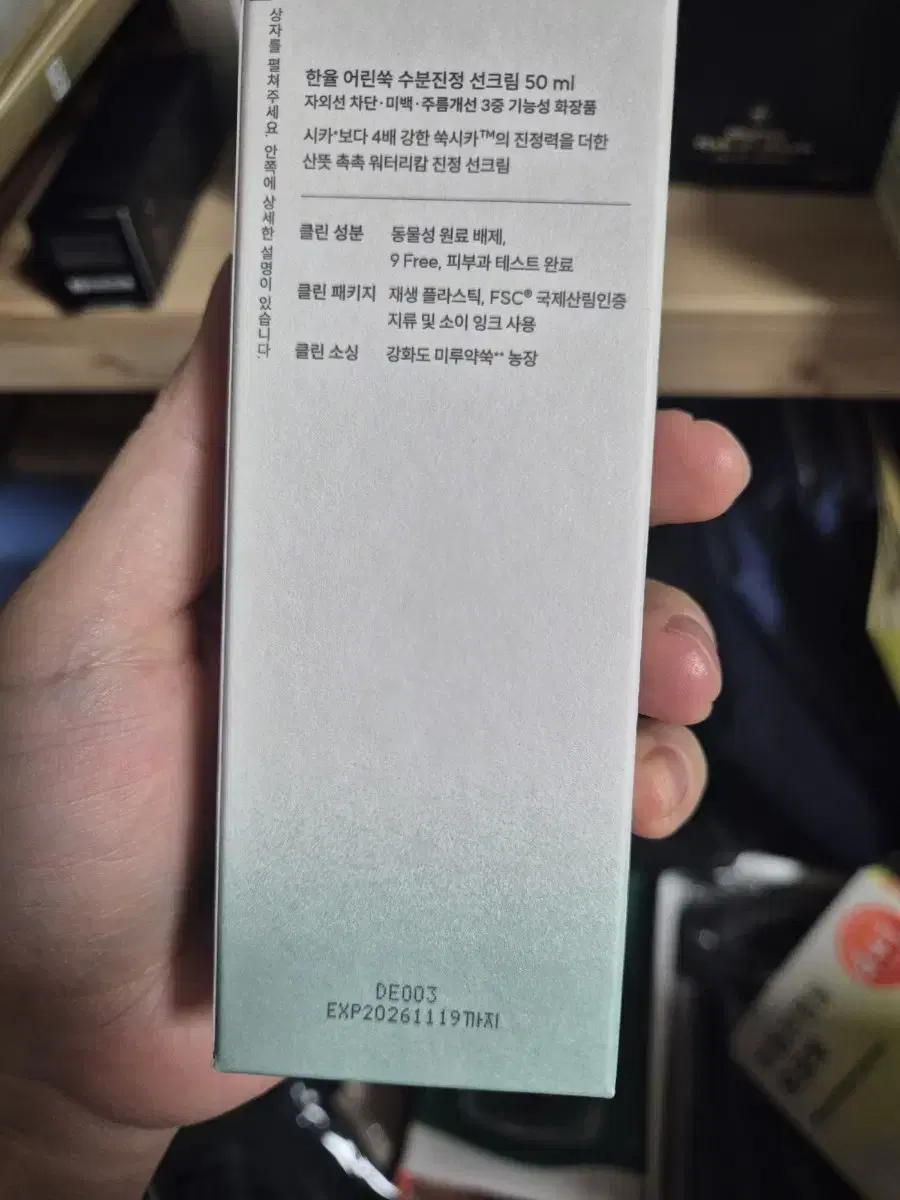 상자를 펼쳐주세요. 안쪽에 상세한 설명이 있습니다.
한율 어린쑥 수분진정 선크림 50 ml
자외선 차단·미백·주름개선 3중 기능성 화장품
시카*보다 4배 강한 쑥시카™의 진정력을 더한
산뜻 촉촉 워터리캄 진정 선크림
클린 성분 동물성 원료 배제,
9 Free, 피부과 테스트 완료
클린 패키지 재생 플라스틱, FSC® 국제산림인증
지류 및 소이 잉크 사용
클린 소싱 강화도 미루약쑥** 농장
DE003
EXP20261119까지